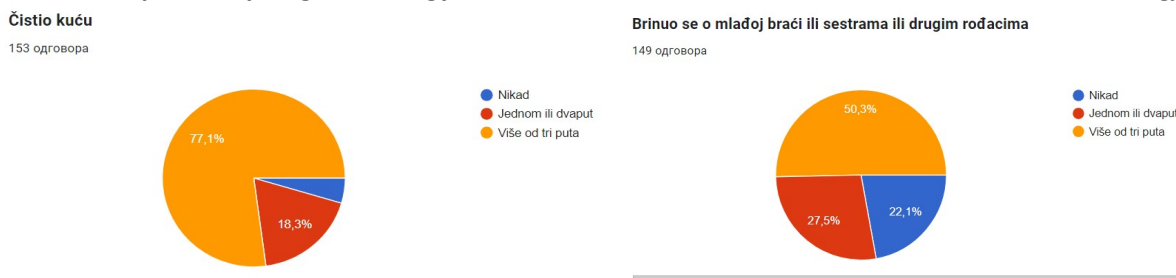 Čistio kuću
153 одговора
Nikad
Jednom ili dvaput
Više od tri puta
77,1%
18,3%
Brinuo se o mlađoj braći ili sestrama ili drugim rođacima
149 одговора
Nikad
Jednom ili dvaput
Više od tri puta
50,3%
27,5%
22,1%